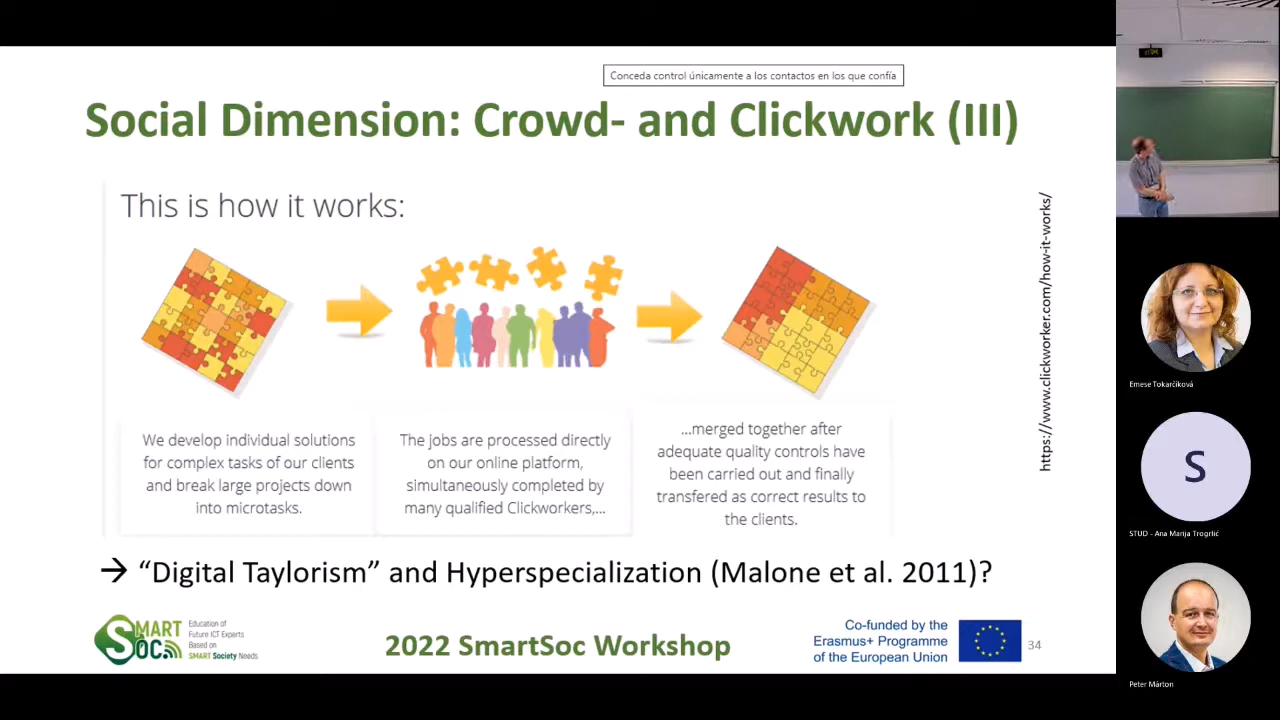 Conceda control únicamente a los contactos en los que confía
Social Dimension: Crowd- and Clickwork (III)
This is how it works:
We develop individual solutions
for complex tasks of our clients
and break large projects down
into microtasks.
The jobs are processed directly
on our online platform,
simultaneously completed by
many qualified Clickworkers,...
...merged together after
adequate quality controls have
been carried out and finally
transfered as correct results to
the clients.
https://www.clickworker.com/how-it-works/
→ “Digital Taylorism” and Hyperspecialization (Malone et al. 2011)?
SMART
SOC
Education of
Future ICT Experts
Based on
SMART Society Needs
2022 SmartSoc Workshop
Co-funded by the
Erasmus+ Programme
of the European Union
34
Emese Tokarčíková
S
STUD - Ana Marija Trogrlić
Peter Márton